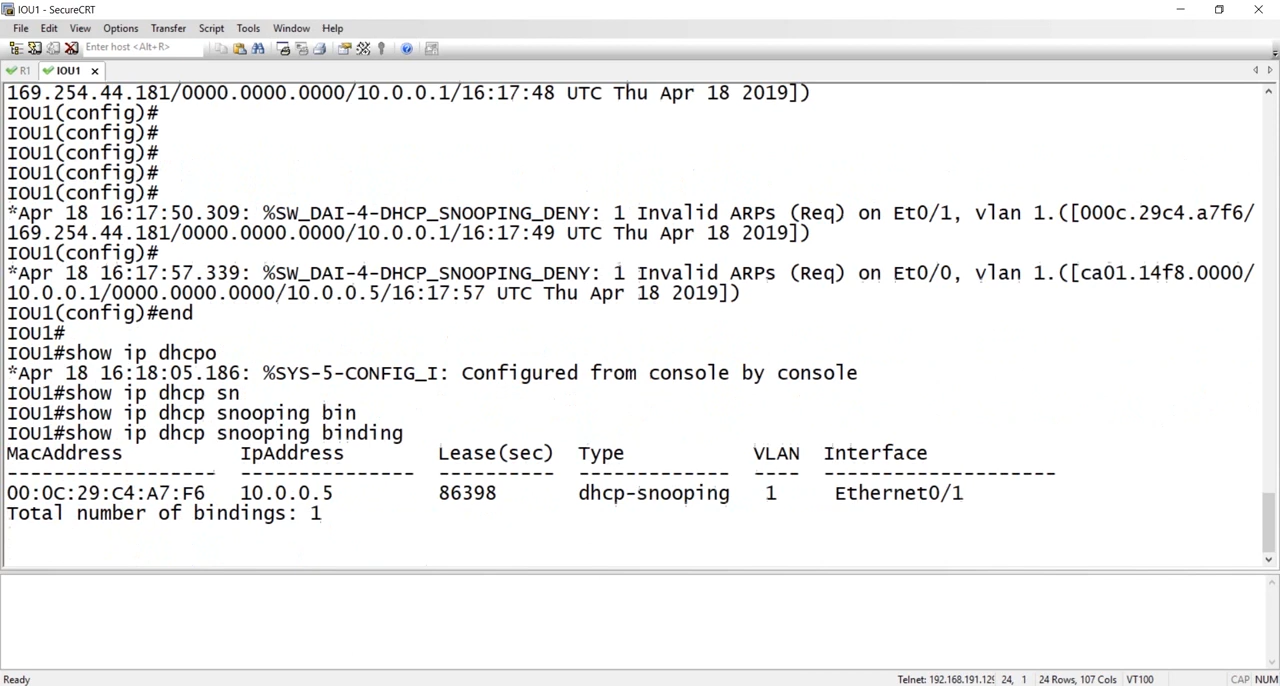 IOU1 - SecureCRT
File Edit View Options Transfer Script Tools Window Help
Enter host <Alt+R>
R1 IOU1
169.254.44.181/0000.0000.0000/10.0.0.1/16:17:48 UTC Thu Apr 18 2019])
IOU1(config)#
IOU1(config)#
IOU1(config)#
IOU1(config)#
IOU1(config)#
*Apr 18 16:17:50.309: %SW_DAI-4-DHCP_SNOOPING_DENY: 1 Invalid ARPs (Req) on Et0/1, vlan 1.([000c.29c4.a7f6/
169.254.44.181/0000.0000.0000/10.0.0.1/16:17:49 UTC Thu Apr 18 2019])
IOU1(config)#
*Apr 18 16:17:57.339: %SW_DAI-4-DHCP_SNOOPING_DENY: 1 Invalid ARPs (Req) on Et0/0, vlan 1.([ca01.14f8.0000/
10.0.0.1/0000.0000.0000/10.0.0.5/16:17:57 UTC Thu Apr 18 2019])
IOU1(config)#end
IOU1#
IOU1#show ip dhcpo
*Apr 18 16:18:05.186: %SYS-5-CONFIG_I: Configured from console by console
IOU1#show ip dhcp sn
IOU1#show ip dhcp snooping bin
IOU1#show ip dhcp snooping binding
MacAddress IpAddress Lease(sec) Type VLAN Interface
------------------ --------------- ---------- ------------- ---- --------------------
00:0C:29:C4:A7:F6 10.0.0.5 86398 dhcp-snooping 1 Ethernet0/1
Total number of bindings: 1
Ready Telnet: 192.168.191.129 24, 1 24 Rows, 107 Cols VT100 CAP NUM